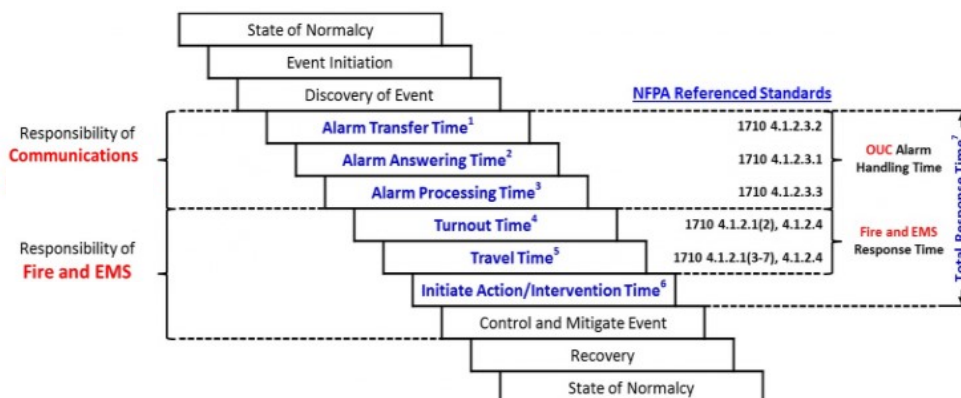 State of Normalcy
Event Initiation
Discovery of Event
NFPA Referenced Standards
Responsibility of
Communications
Alarm Transfer Time1
1710 4.1.2.3.2
Alarm Answering Time2
1710 4.1.2.3.1
Alarm Processing Time3
1710 4.1.2.3.3
OUC Alarm
Handling Time
Responsibility of
Fire and EMS
Turnout Time4
1710 4.1.2.1(2), 4.1.2.4
Travel Time5
1710 4.1.2.1(3-7), 4.1.2.4
Fire and EMS
Response Time
Total Response Time7
Initiate Action/Intervention Time6
Control and Mitigate Event
Recovery
State of Normalcy